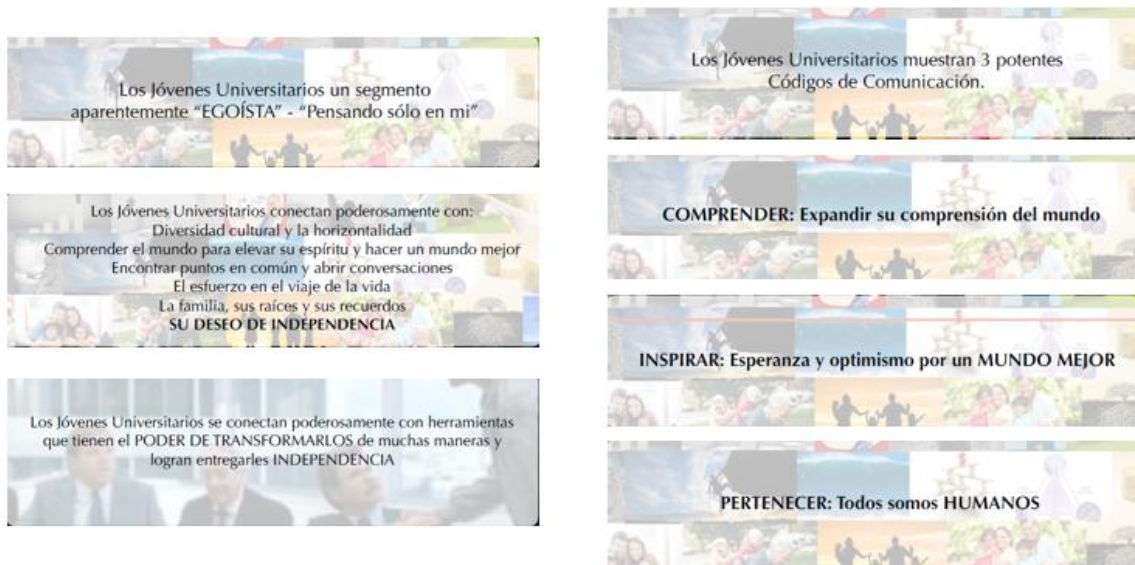 Los Jóvenes Universitarios un segmento
aparentemente “EGOÍSTA” - “Pensando sólo en mi”
Los Jóvenes Universitarios conectan poderosamente con:
Diversidad cultural y la horizontalidad
Comprender el mundo para elevar su espíritu y hacer un mundo mejor
Encontrar puntos en común y abrir conversaciones
El esfuerzo en el viaje de la vida
La familia, sus raíces y sus recuerdos
SU DESEO DE INDEPENDENCIA
Los Jóvenes Universitarios se conectan poderosamente con herramientas
que tienen el PODER DE TRANSFORMARLOS de muchas maneras y
logran entregarles INDEPENDENCIA
Los Jóvenes Universitarios muestran 3 potentes
Códigos de Comunicación.
COMPRENDER: Expandir su comprensión del mundo
INSPIRAR: Esperanza y optimismo por un MUNDO MEJOR
PERTENECER: Todos somos HUMANOS